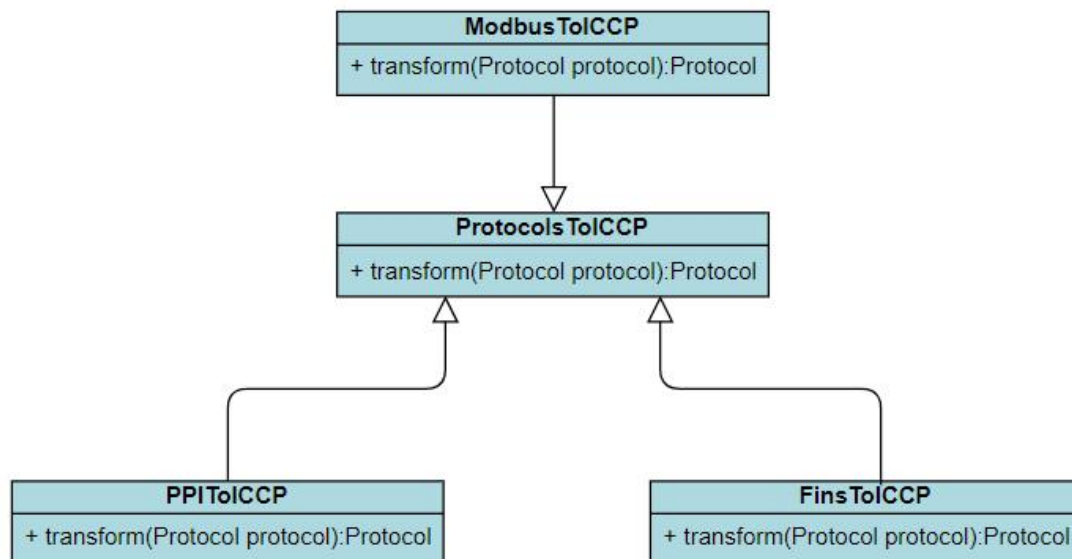 ModbusToICCP
+ transform(Protocol protocol):Protocol
ProtocolsToICCP
+ transform(Protocol protocol):Protocol
PPIToICCP
+ transform(Protocol protocol):Protocol
FinsToICCP
+ transform(Protocol protocol):Protocol